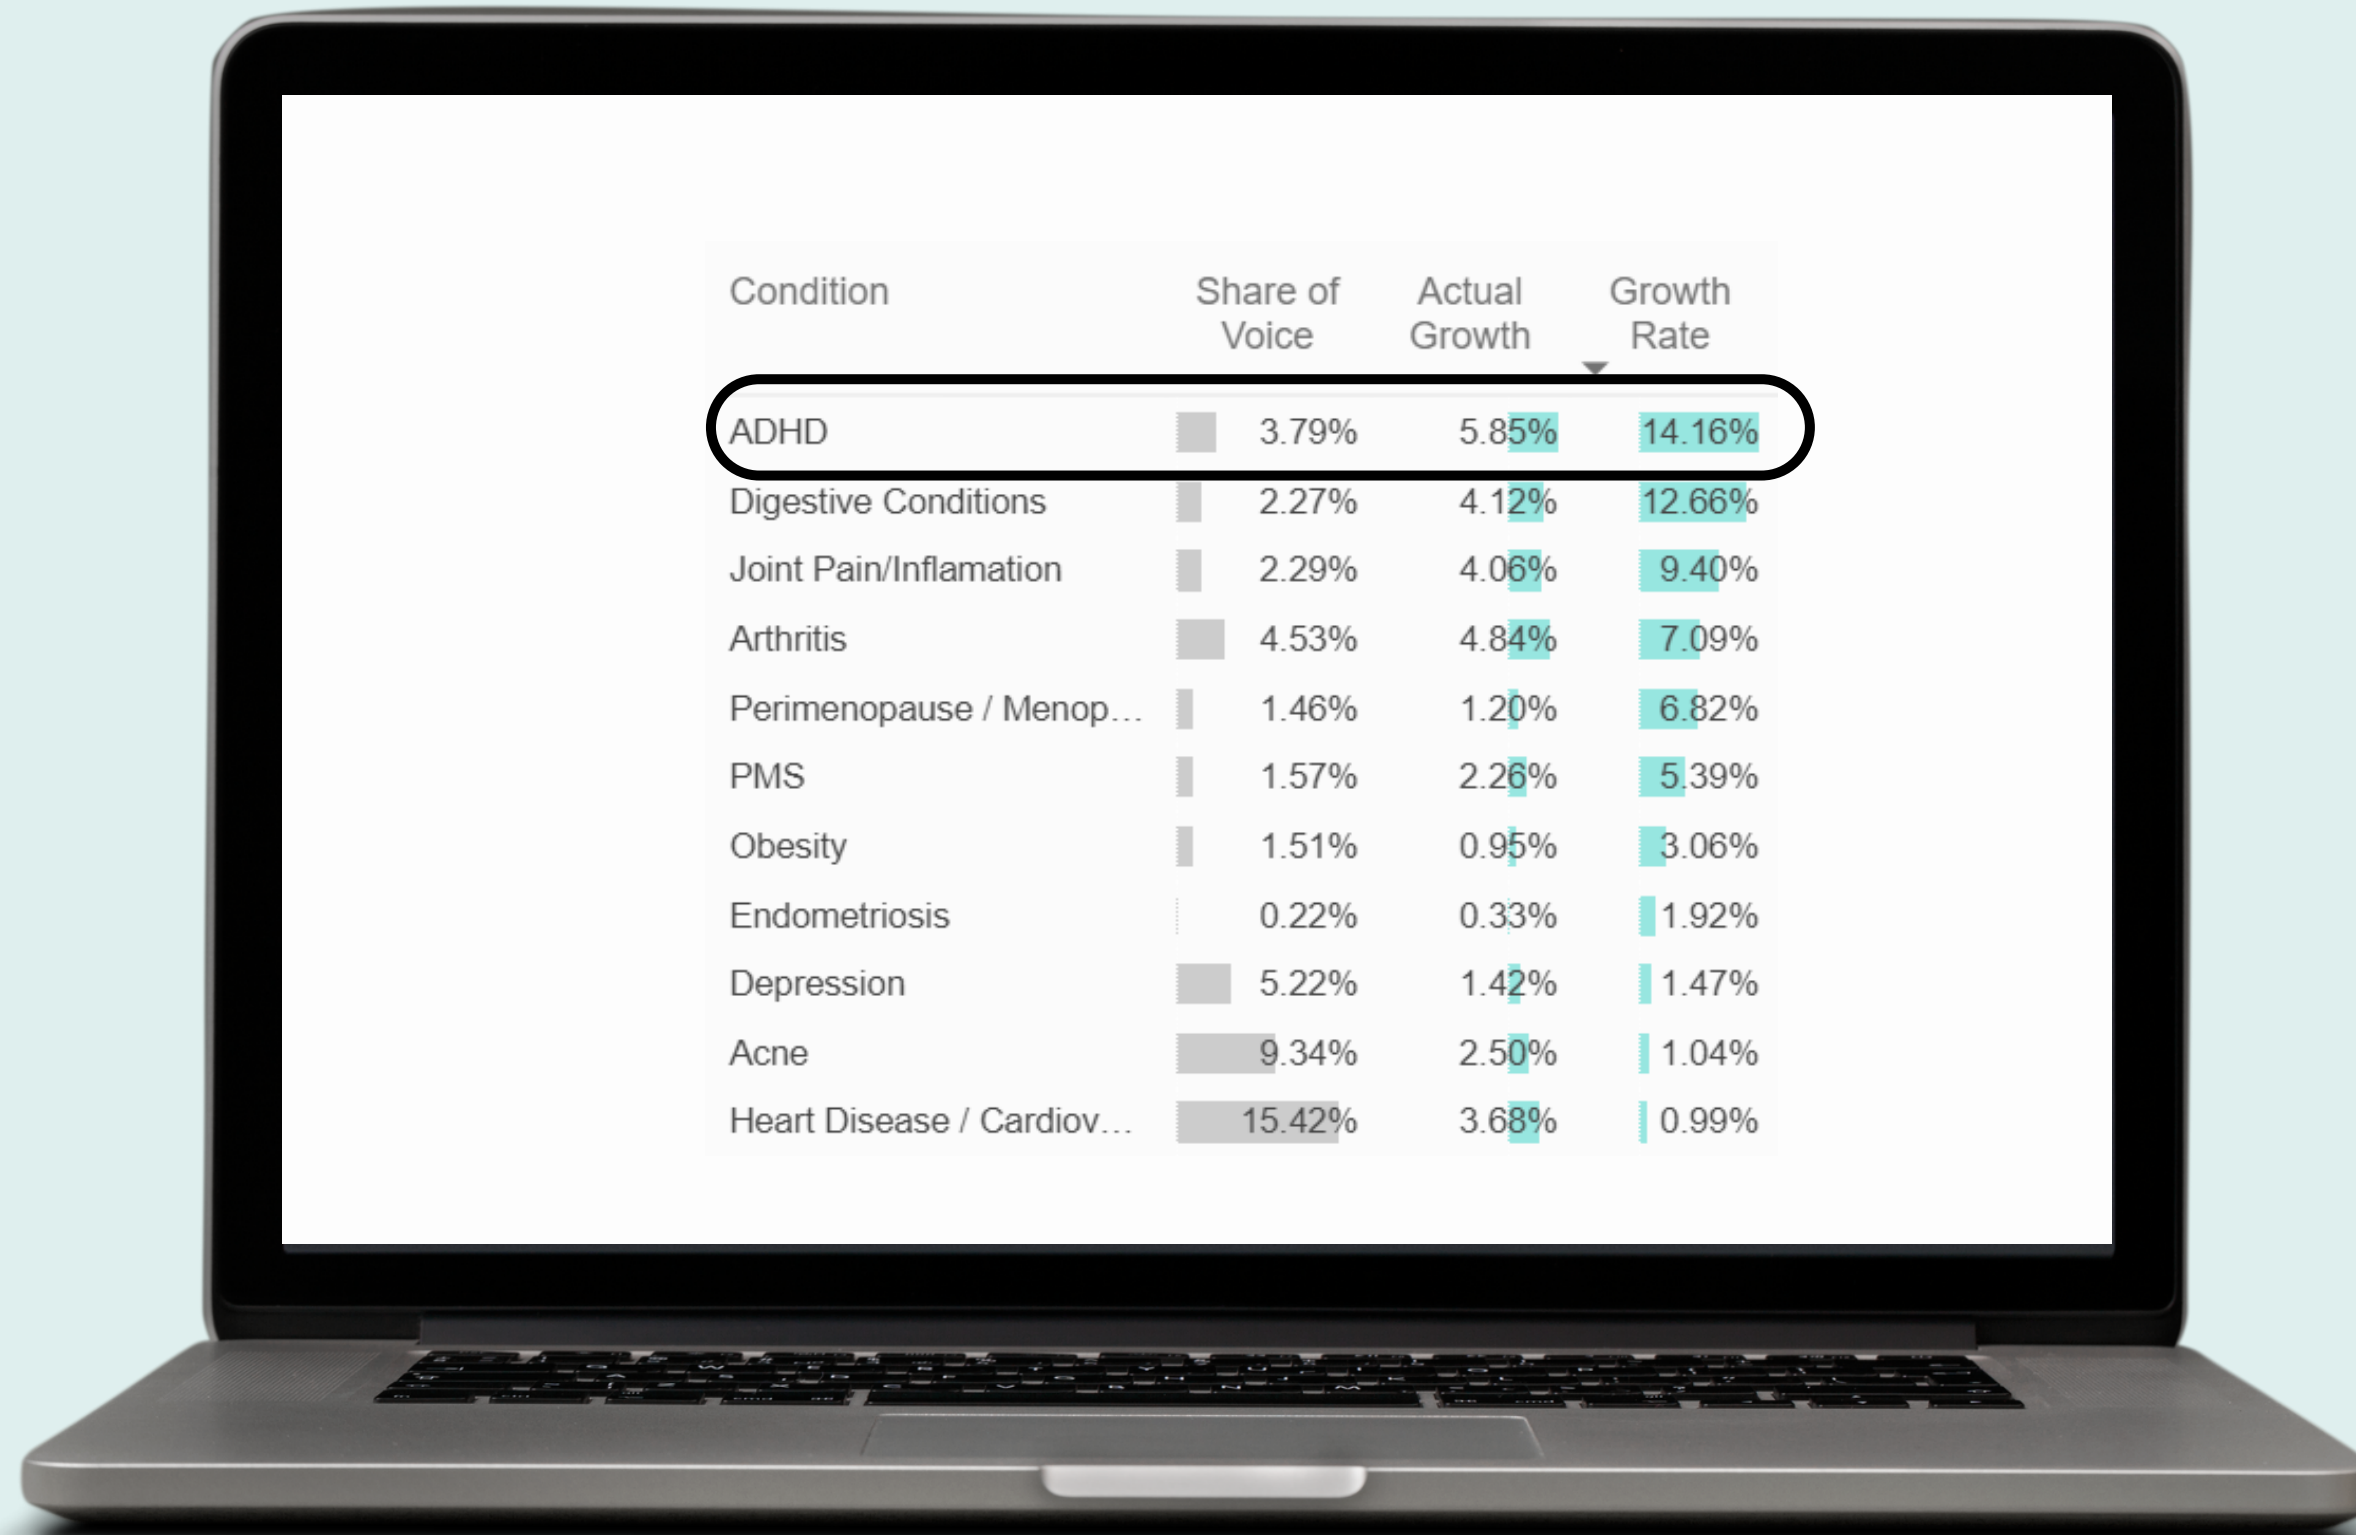 Condition Share of Actual Growth
Voice Growth Rate
ADHD 3.79% 5.85% 14.16%
Digestive Conditions 2.27% 4.12% 12.66%
Joint Pain/Inflamation 2.29% 4.06% 9.40%
Arthritis 4.53% 4.84% 7.09%
Perimenopause / Menop... 1.46% 1.20% 6.82%
PMS 1.57% 2.26% 5.39%
Obesity 1.51% 0.95% 3.06%
Endometriosis 0.22% 0.33% 1.92%
Depression 5.22% 1.42% 1.47%
Acne 9.34% 2.50% 1.04%
Heart Disease / Cardiov... 15.42% 3.68% 0.99%